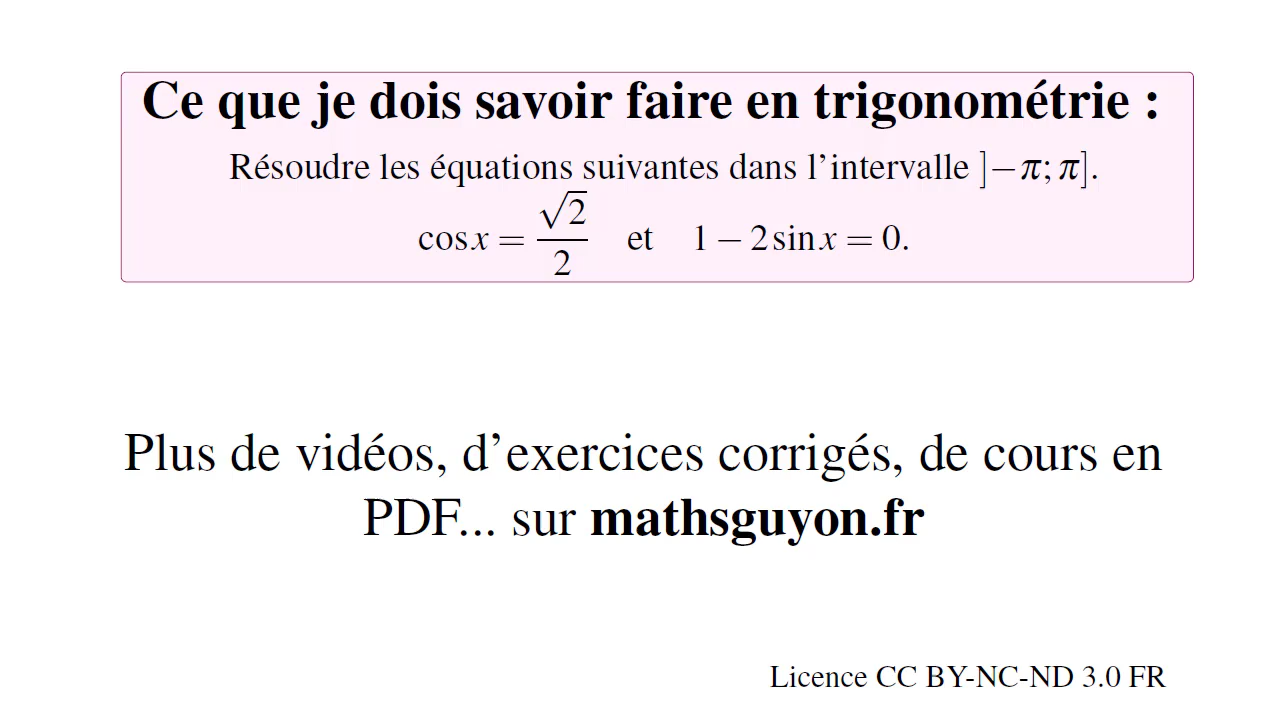 Ce que je dois savoir faire en trigonométrie :
Résoudre les équations suivantes dans l'intervalle ]−π; π].
cos x = √2/2 et 1 − 2 sin x = 0.
Plus de vidéos, d'exercices corrigés, de cours en
PDF... sur mathsguyon.fr
Licence CC BY-NC-ND 3.0 FR